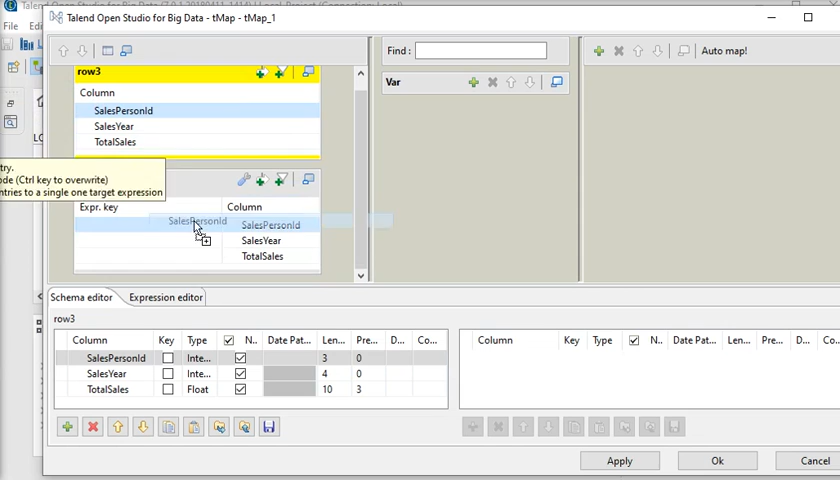 Talend Open Studio for Big Data - tMap - tMap_1
File
Find :
Auto map!
row3
Var
Column
SalesPersonId
SalesYear
TotalSales
try.
ode (Ctrl key to overwrite)
ntries to a single one target expression
Expr. key
Column
SalesPersonId
SalesPersonId
SalesYear
TotalSales
Schema editor
Expression editor
row3
Column Key Type N.. Date Pat... Len... Pre... D... Co...
Column Key Type N.. Date Pat... Len... Pre... D... Co...
SalesPersonId Inte... 3 0
SalesYear Inte... 4 0
TotalSales Float 10 3
Apply
Ok
Cancel